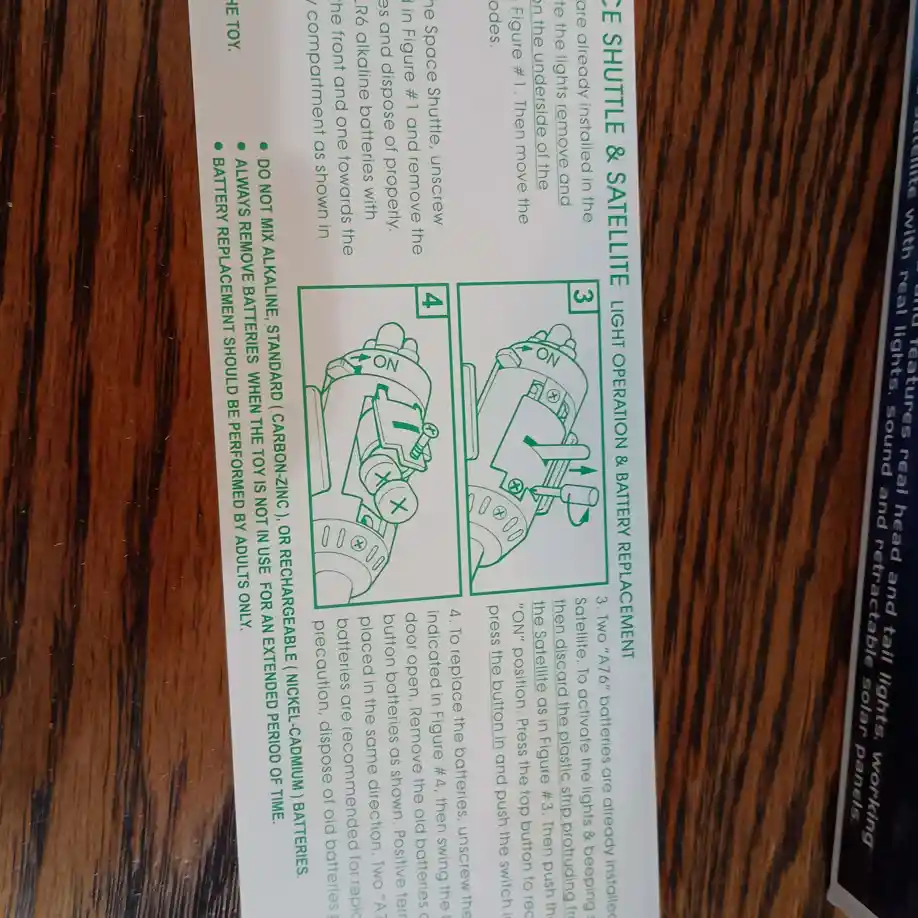 CE SHUTTLE & SATELLITE LIGHT OPERATION & BATTERY REPLACEMENT
are already installed in the
te the lights remove and
on the underside of the
Figure #1. Then move the
odes.
he Space Shuttle, unscrew
in Figure #1 and remove the
es and dispose of properly.
R6 alkaline batteries with
the front and one towards the
y compartment as shown in
3
ON
4
ON
3. Two "A76" batteries are already installed
Satellite. To activate the lights & beeping
then discard the plastic strip protruding fr
the Satellite as in Figure #3. Then push th
"ON" position. Press the top button to rec
press the button in and push the switch
4. To replace the batteries, unscrew the
indicated in Figure #4, then swing the
door open. Remove the old batteries
button batteries as shown. Positive term
placed in the same direction. Two "A7
batteries are recommended for repla
precaution, dispose of old batteries
HE TOY.
• DO NOT MIX ALKALINE, STANDARD ( CARBON-ZINC ), OR RECHARGEABLE ( NICKEL-CADMIUM ) BATTERIES.
• ALWAYS REMOVE BATTERIES WHEN THE TOY IS NOT IN USE FOR AN EXTENDED PERIOD OF TIME.
• BATTERY REPLACEMENT SHOULD BE PERFORMED BY ADULTS ONLY.
features real head and tail lights, working
with real lights, sound and retractable solar panels.